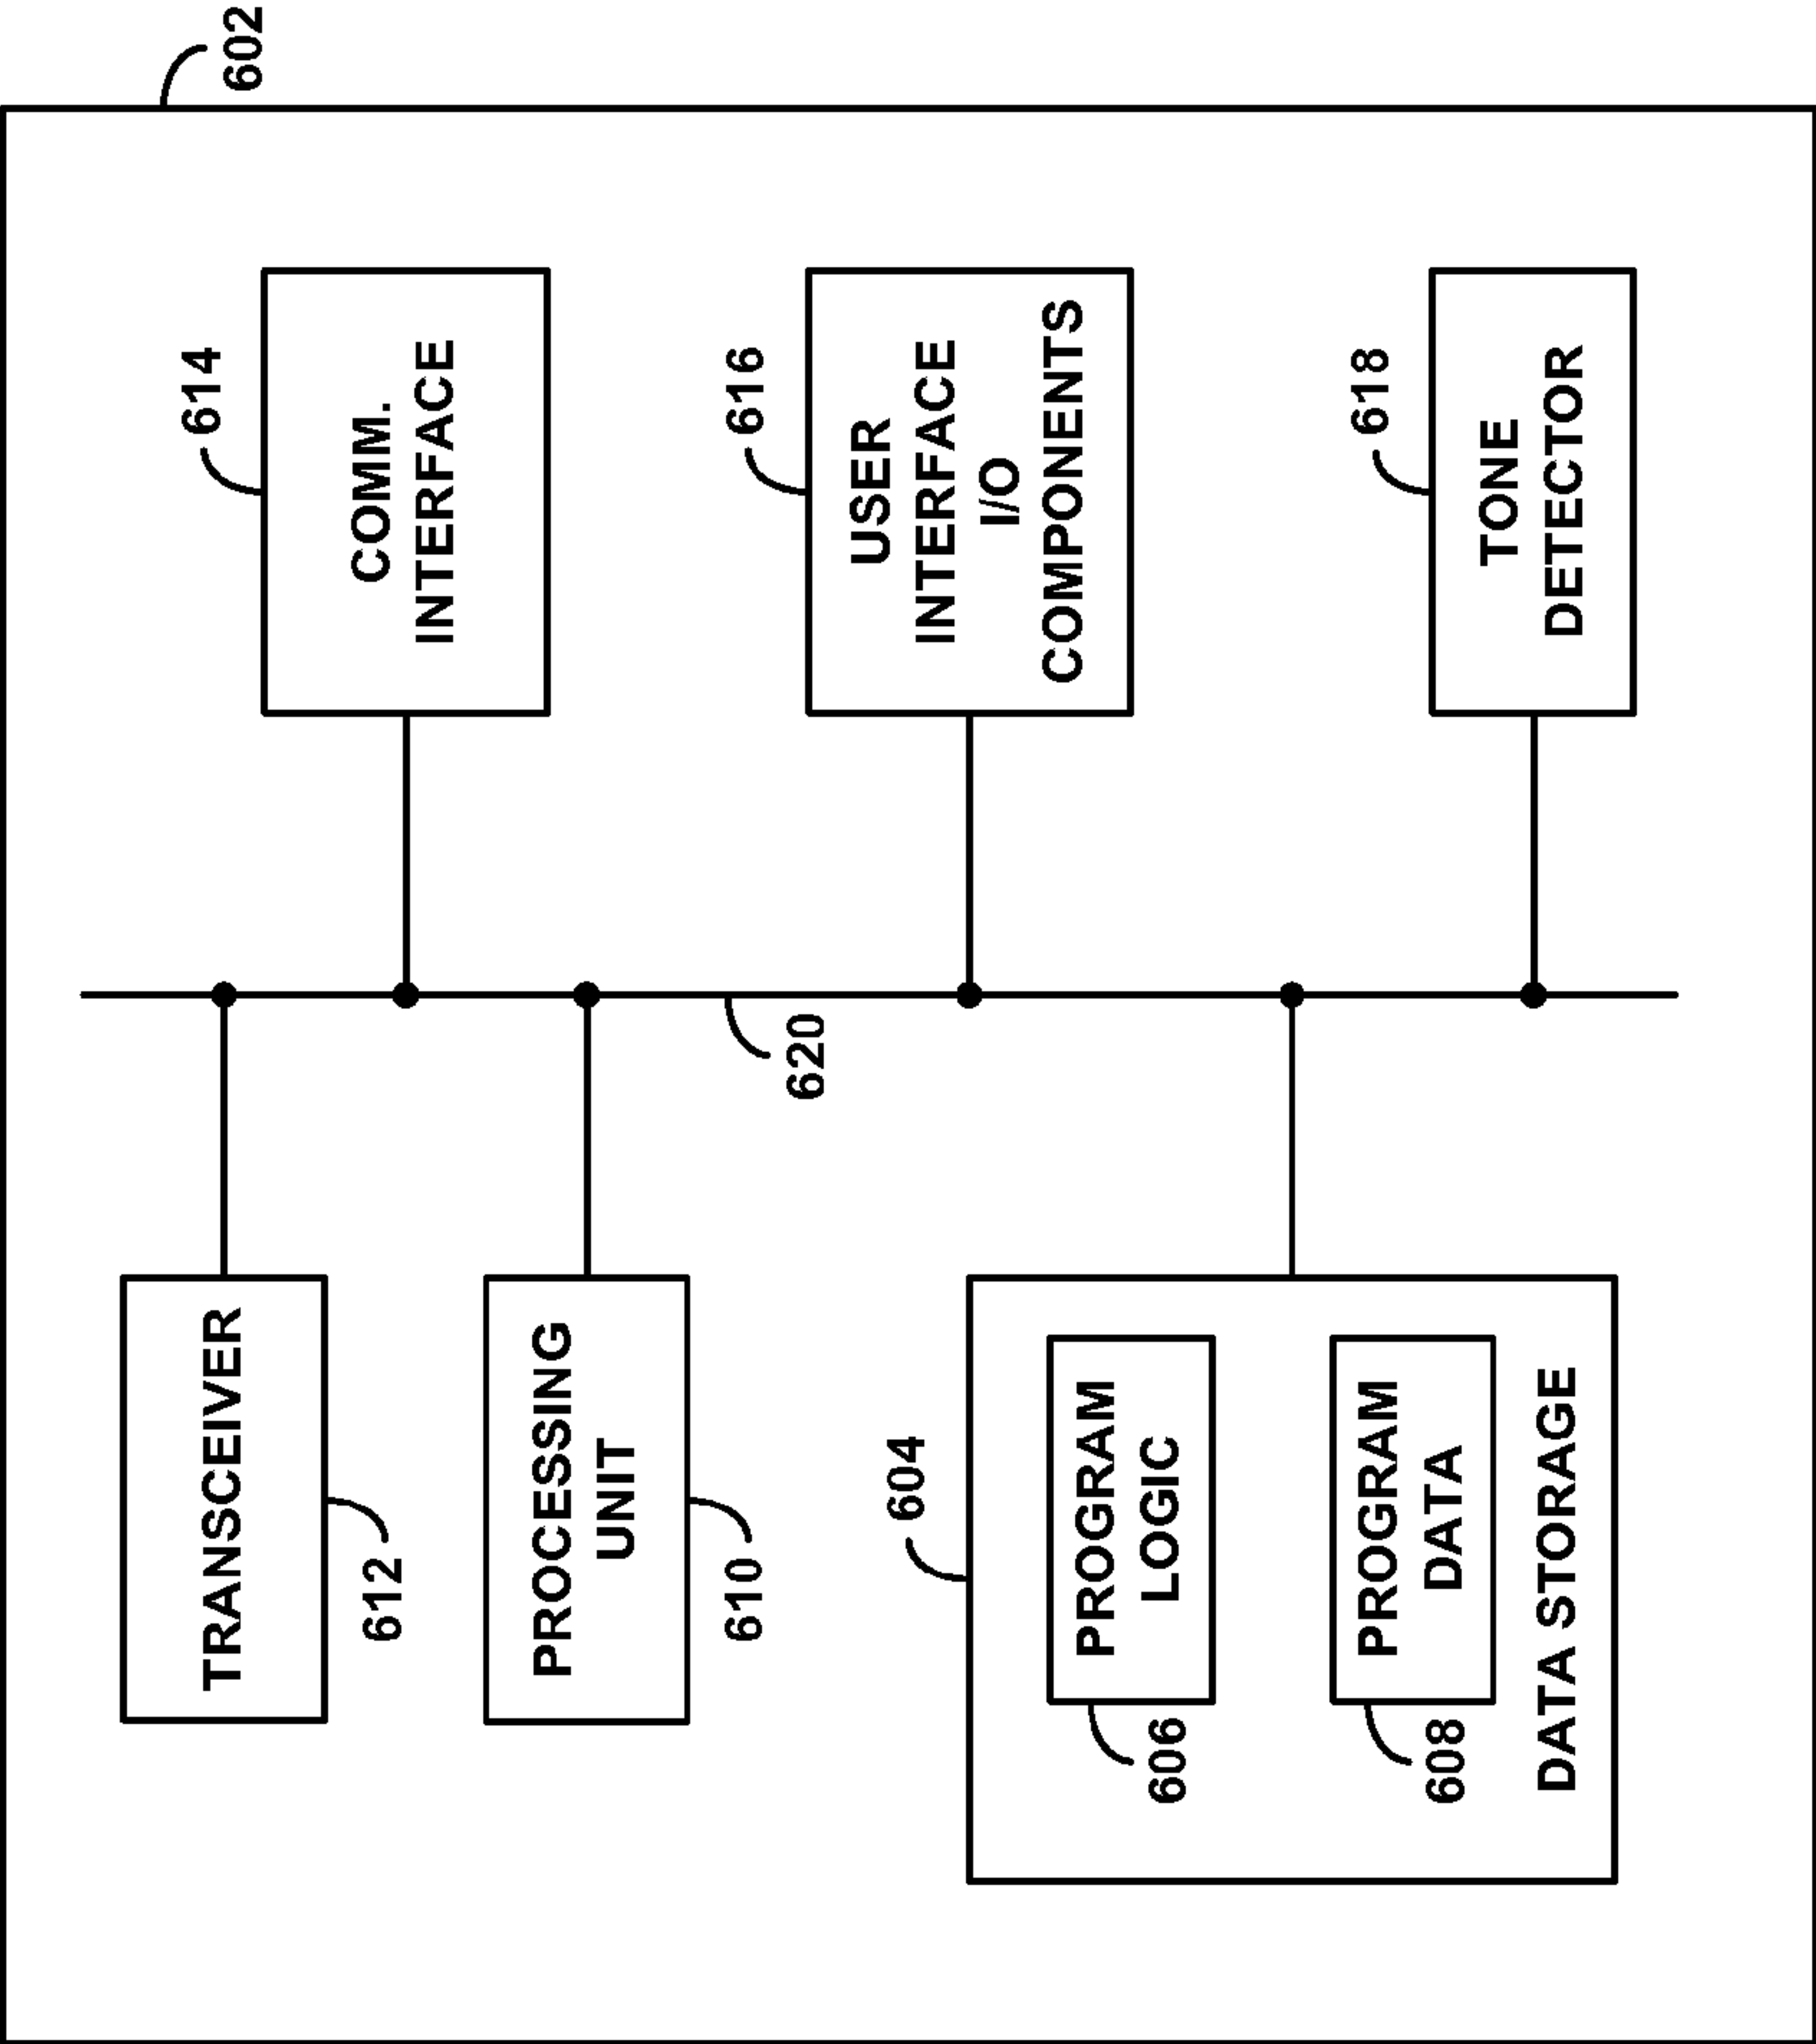 602
TRANSCEIVER
612
PROCESSING
UNIT
610
604
PROGRAM
LOGIC
606
PROGRAM
DATA
608
DATA STORAGE
620
614
COMM.
INTERFACE
616
USER
INTERFACE
I/O
COMPONENTS
618
TONE
DETECTOR